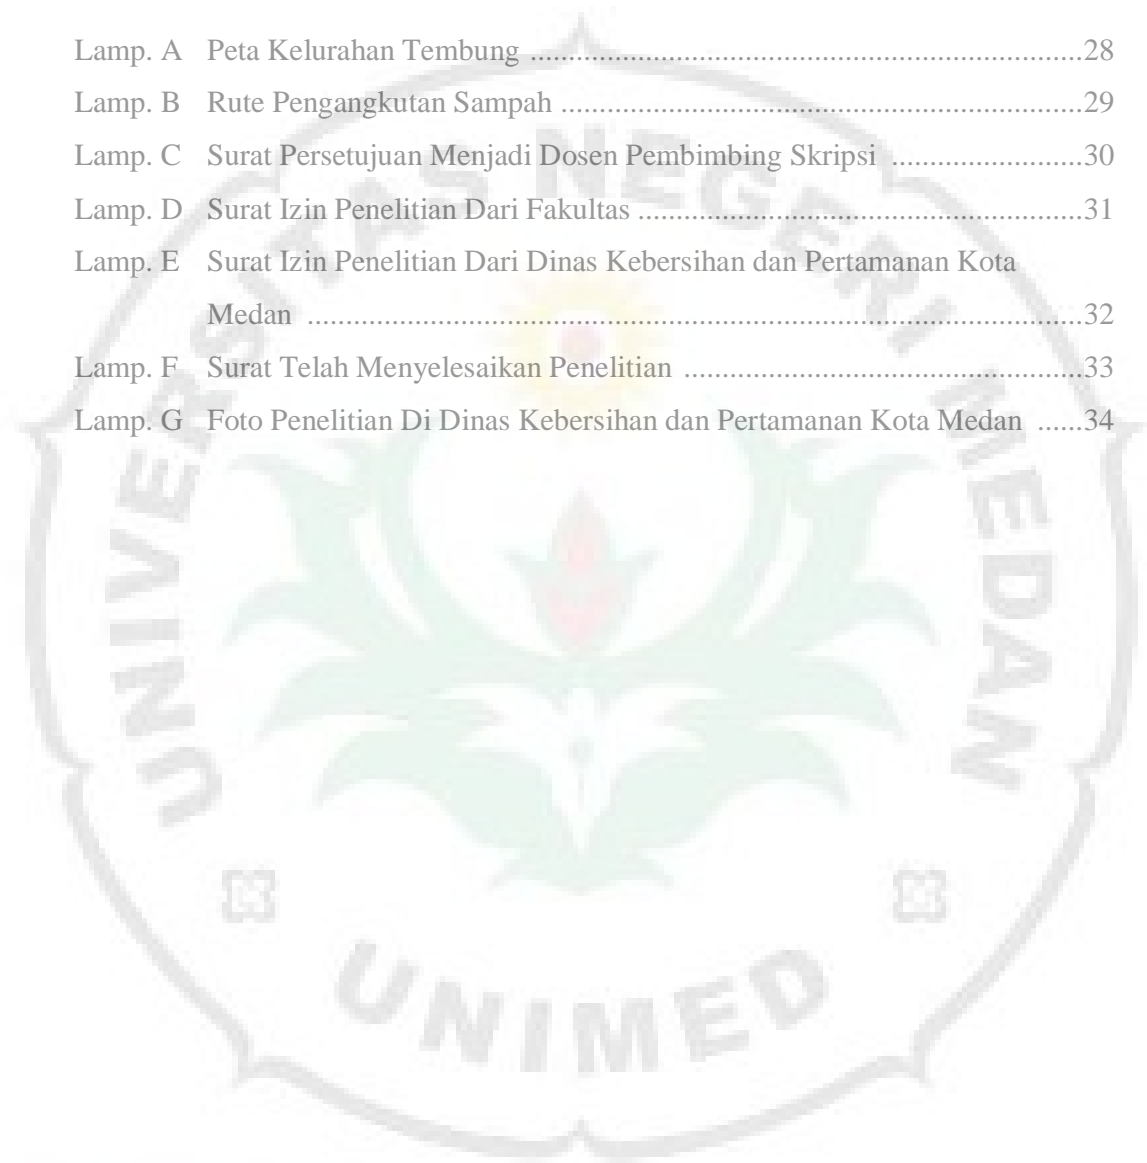 Lamp. A Peta Kelurahan Tembung ............................................................28
Lamp. B Rute Pengangkutan Sampah .........................................................29
Lamp. C Surat Persetujuan Menjadi Dosen Pembimbing Skripsi ........................30
Lamp. D Surat Izin Penelitian Dari Fakultas ................................................31
Lamp. E Surat Izin Penelitian Dari Dinas Kebersihan dan Pertamanan Kota
Medan ....................................................................................32
Lamp. F Surat Telah Menyelesaikan Penelitian ...........................................33
Lamp. G Foto Penelitian Di Dinas Kebersihan dan Pertamanan Kota Medan ......34
UNIVERSITAS NEGERI MEDAN
UNIMED